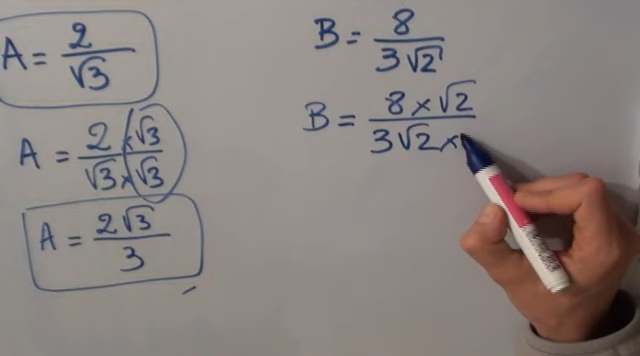 A = 2/√3
A = 2×√3/√3×√3
A = 2√3/3
B = 8/3√2
B = 8×√2/3√2×